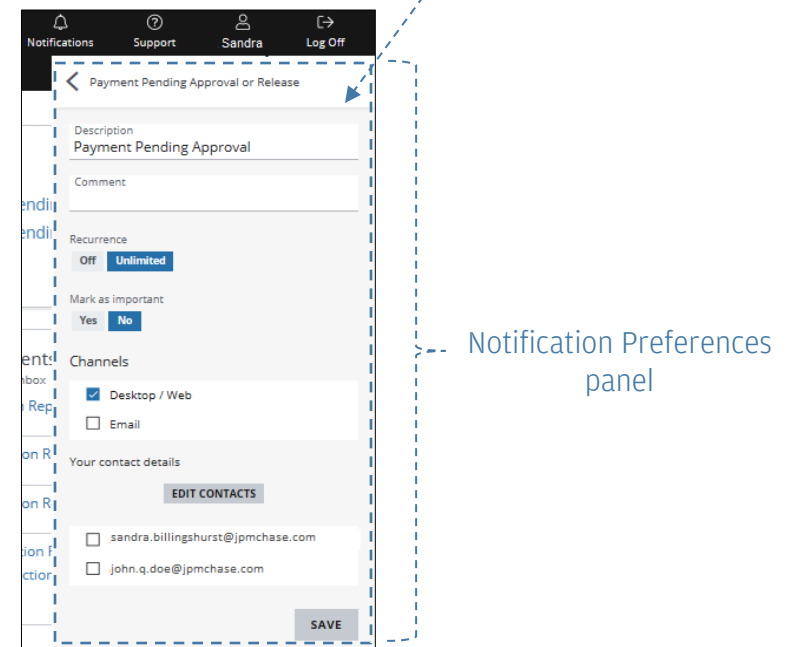 Notifications Support Sandra Log Off
Payment Pending Approval or Release
Description
Payment Pending Approval
Comment
Recurrence
Off Unlimited
Mark as important
Yes No
Channels
Desktop / Web
Email
Your contact details
EDIT CONTACTS
sandra.billingshurst@jpmchase.com
john.q.doe@jpmchase.com
SAVE
Notification Preferences
panel